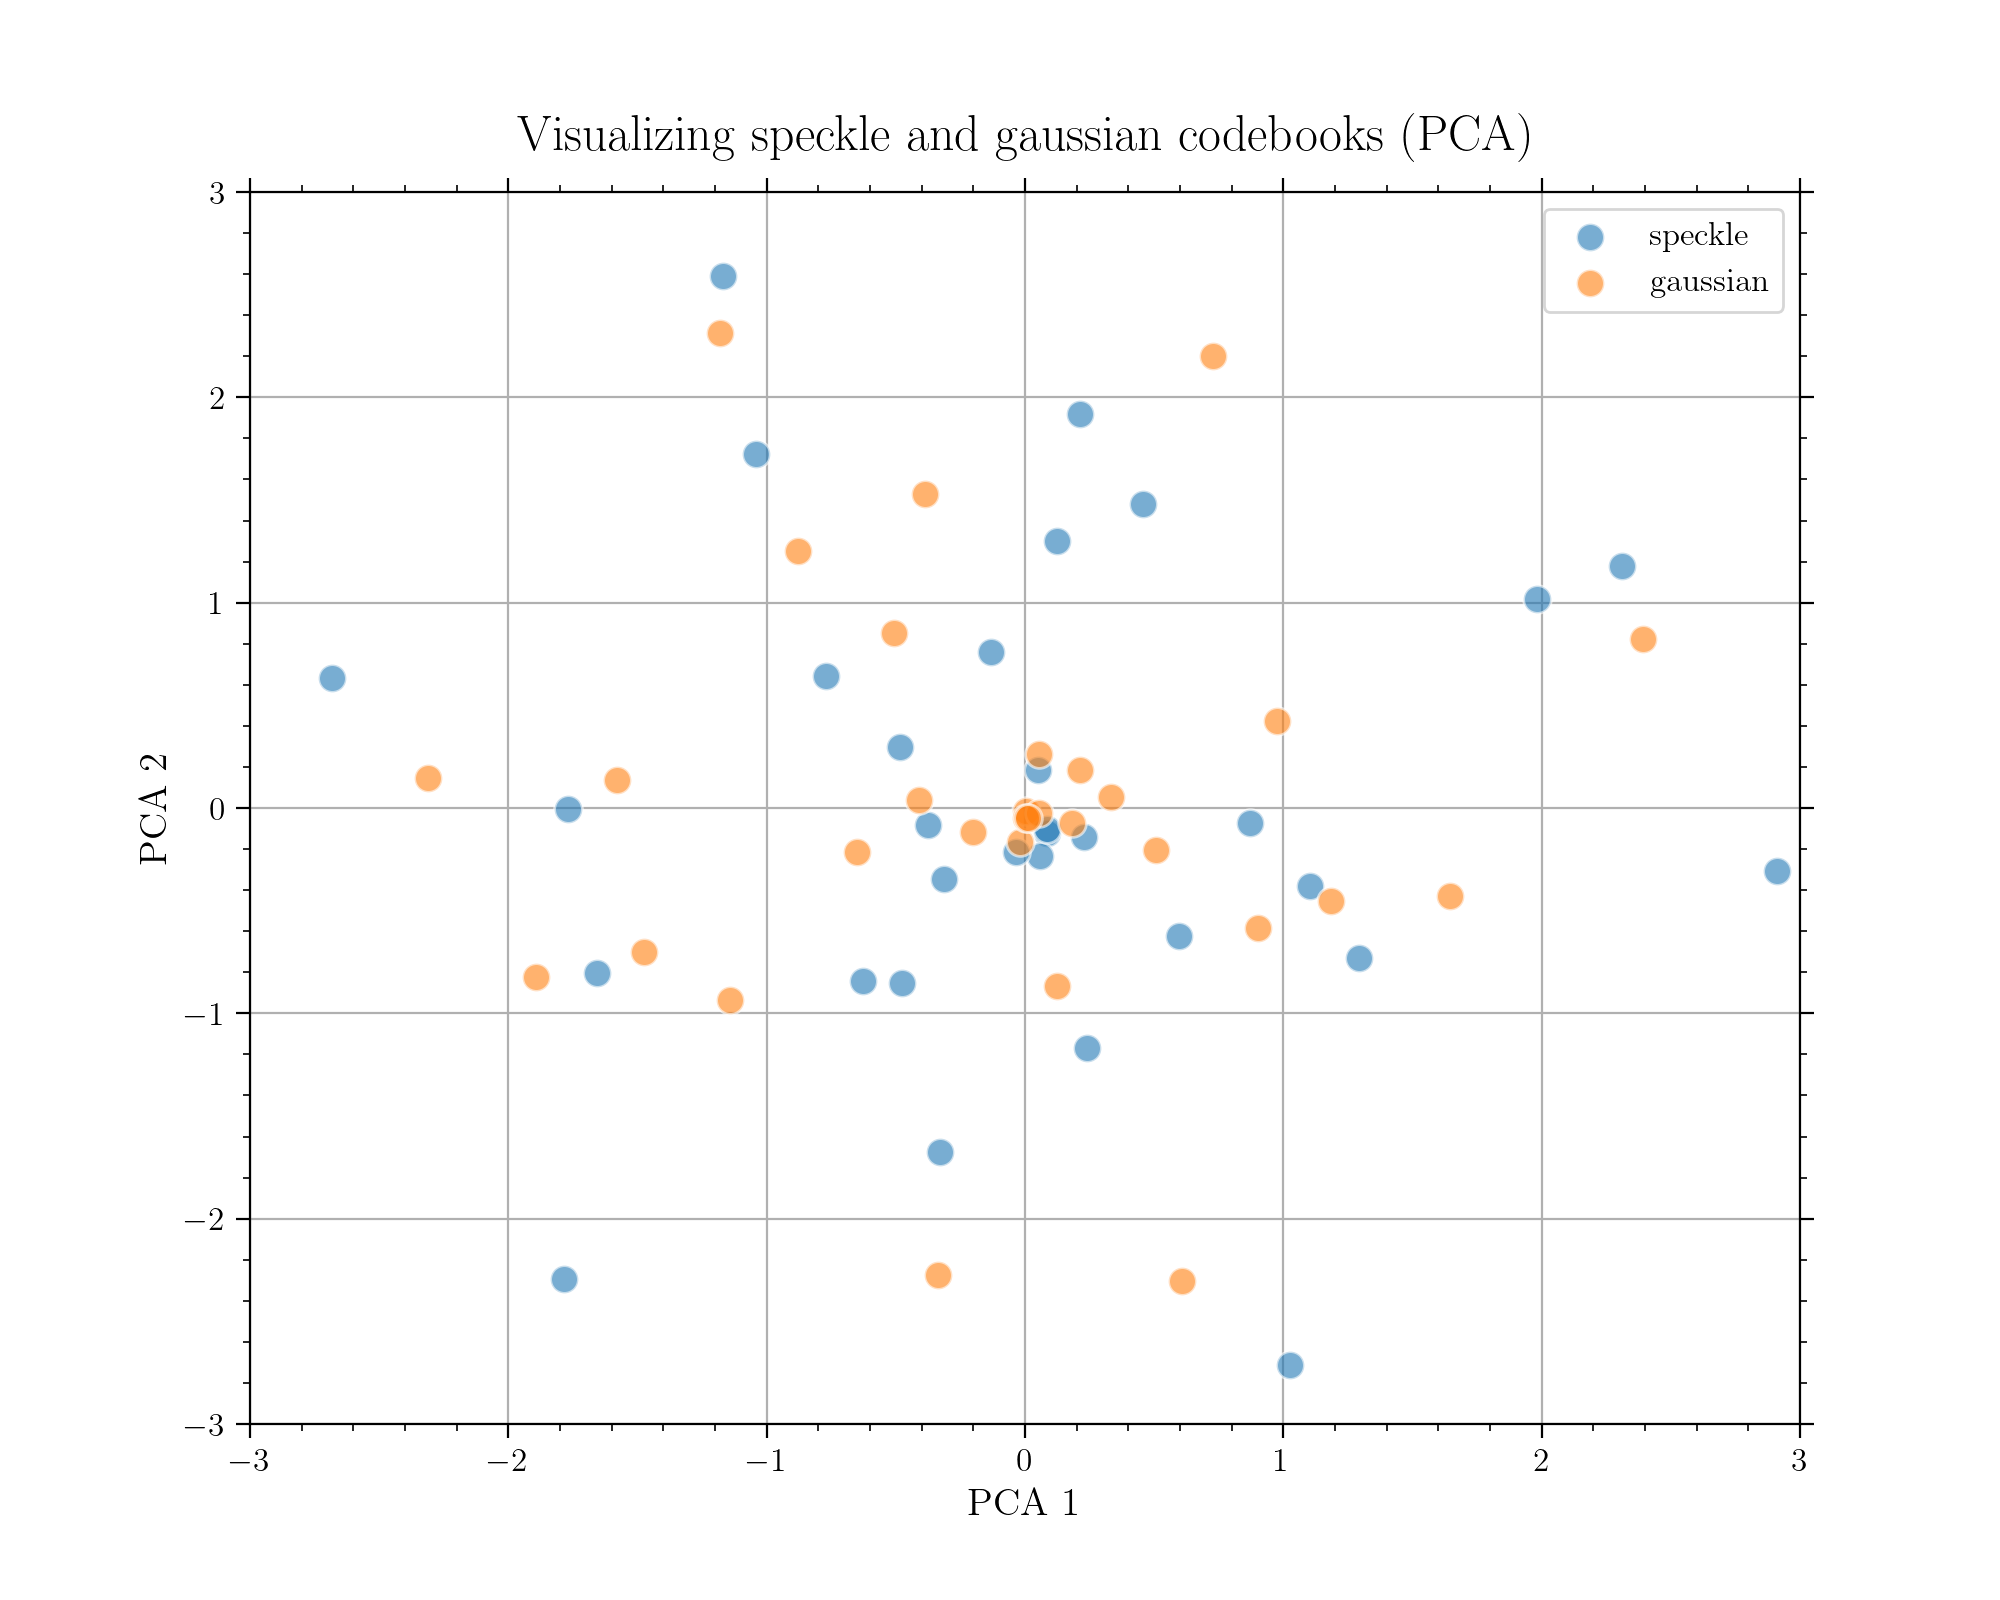 Visualizing speckle and gaussian codebooks (PCA)
3
speckle
gaussian
2
1
PCA 2
0
−1
−2
−3
−3
−2
−1
0
1
2
3
PCA 1